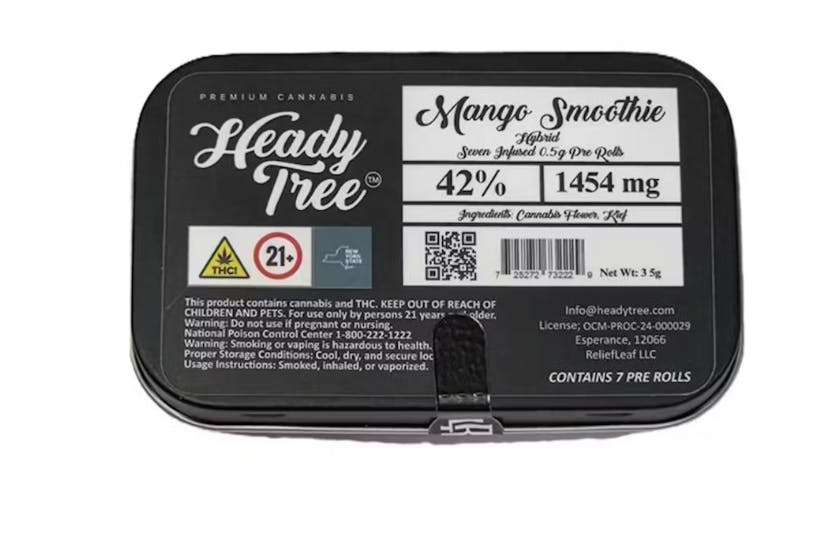 PREMIUM CANNABIS
Heady
Tree™
Mango Smoothie
Hybrid
Seven Infused 0.5g Pre Rolls
42%
1454 mg
Ingredients: Cannabis Flower, Kief
THC!
21+
NEW
YORK
STATE
7 28272 73222 9
Net Wt: 3 5g
This product contains cannabis and THC. KEEP OUT OF REACH OF
CHILDREN AND PETS. For use only by persons 21 years older.
Warning: Do not use if pregnant or nursing.
National Poison Control Center 1-800-222-1222
Warning: Smoking or vaping is hazardous to health.
Proper Storage Conditions: Cool, dry, and secure
Usage Instructions: Smoked, inhaled, or vaporized.
Info@headytree.com
License; OCM-PROC-24-000029
Esperance, 12066
ReliefLeaf LLC
CONTAINS 7 PRE ROLLS